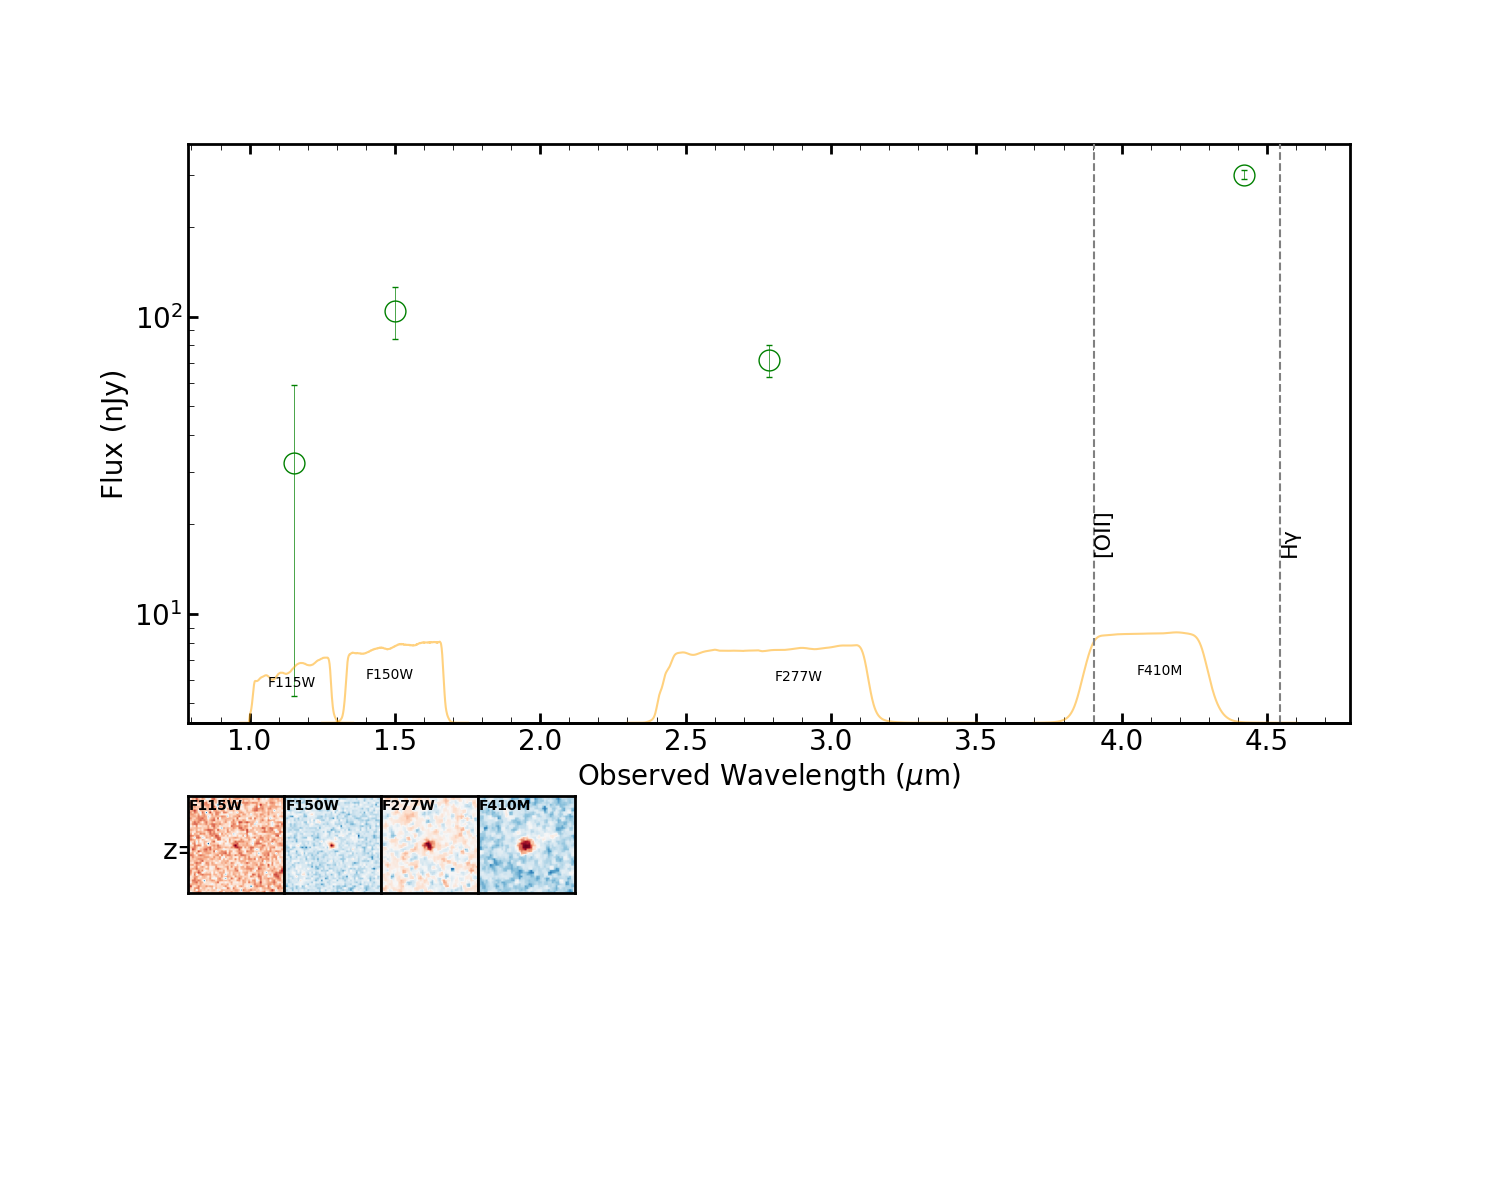 Flux (nJy)
10²
10¹
[OII]
Hγ
F115W
F150W
F277W
F410M
1.0 1.5 2.0 2.5 3.0 3.5 4.0 4.5
Observed Wavelength (μm)
F115W F150W F277W F410M
z=